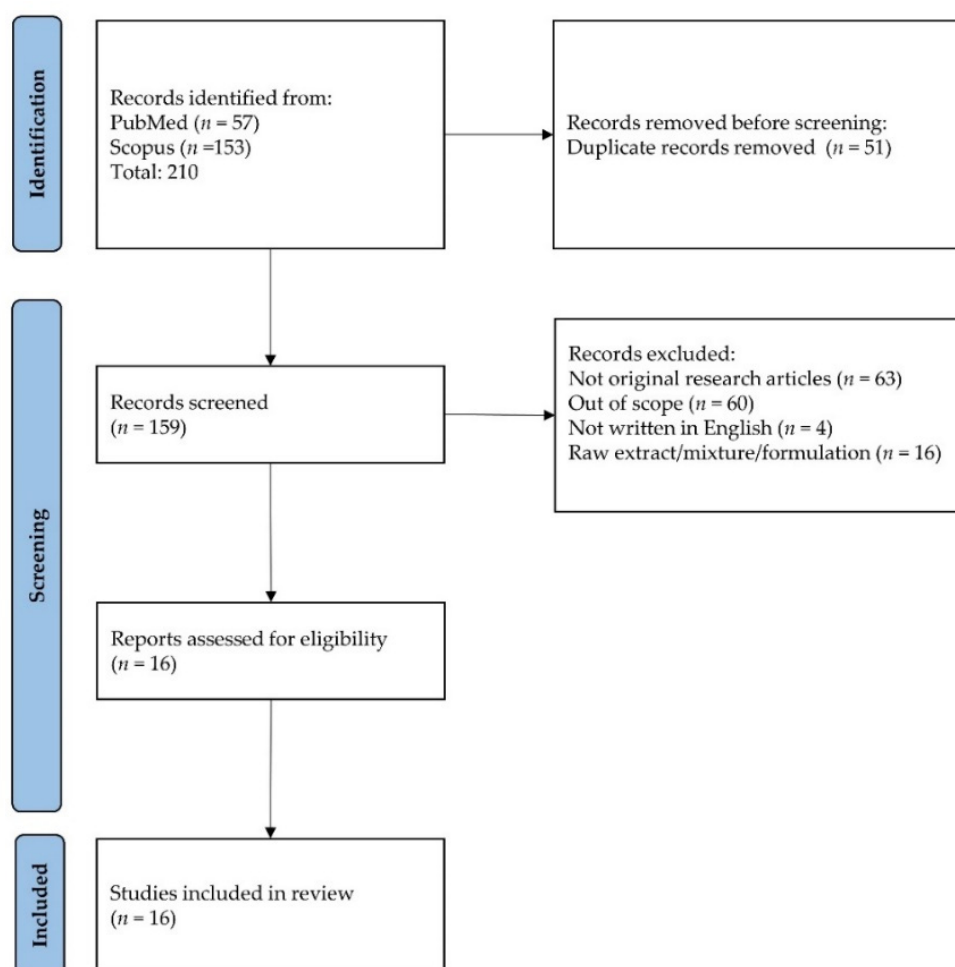 Identification
Records identified from:
PubMed (n = 57)
Scopus (n =153)
Total: 210
Records removed before screening:
Duplicate records removed (n = 51)
Screening
Records screened
(n = 159)
Records excluded:
Not original research articles (n = 63)
Out of scope (n = 60)
Not written in English (n = 4)
Raw extract/mixture/formulation (n = 16)
Reports assessed for eligibility
(n = 16)
Included
Studies included in review
(n = 16)